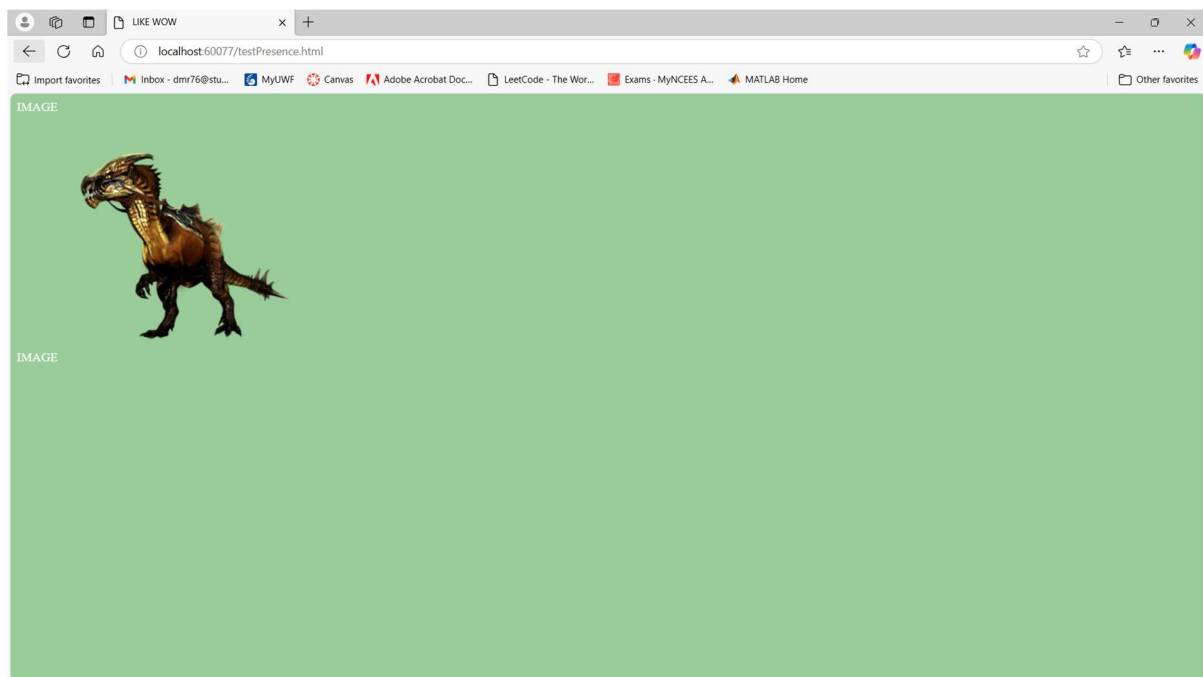 LIKE WOW
localhost:60077/testPresence.html
Import favorites Inbox - dmr76@stu... MyUWF Canvas Adobe Acrobat Doc... LeetCode - The Wor... Exams · MyNCEES A... MATLAB Home Other favorites
IMAGE
IMAGE